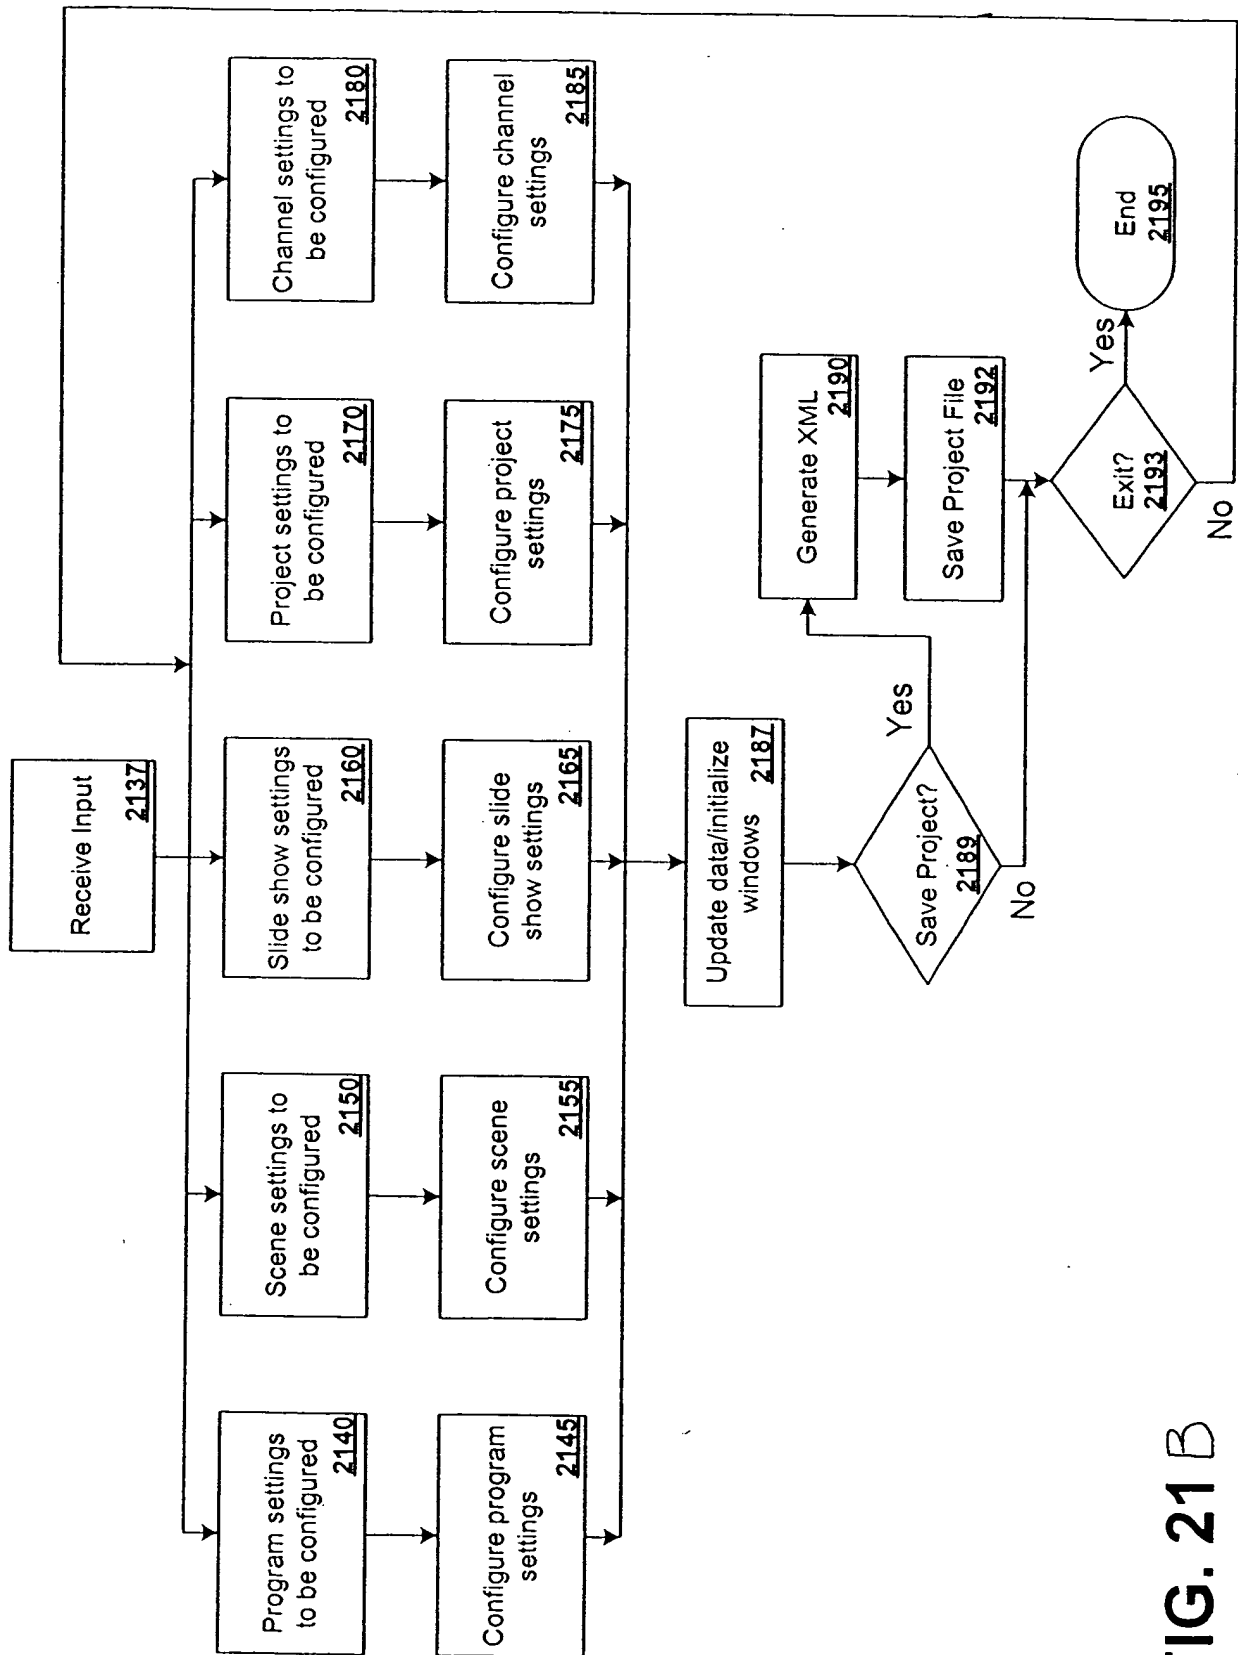 Receive Input
2137
Program settings
to be configured
2140
Scene settings to
be configured
2150
Slide show settings
to be configured
2160
Project settings to
be configured
2170
Channel settings to
be configured
2180
Configure program
settings
2145
Configure scene
settings
2155
Configure slide
show settings
2165
Configure project
settings
2175
Configure channel
settings
2185
Update data/initialize
windows
2187
Save Project?
2189
Yes
No
Generate XML
2190
Save Project File
2192
Exit?
2193
Yes
No
End
2195
IG. 21 B